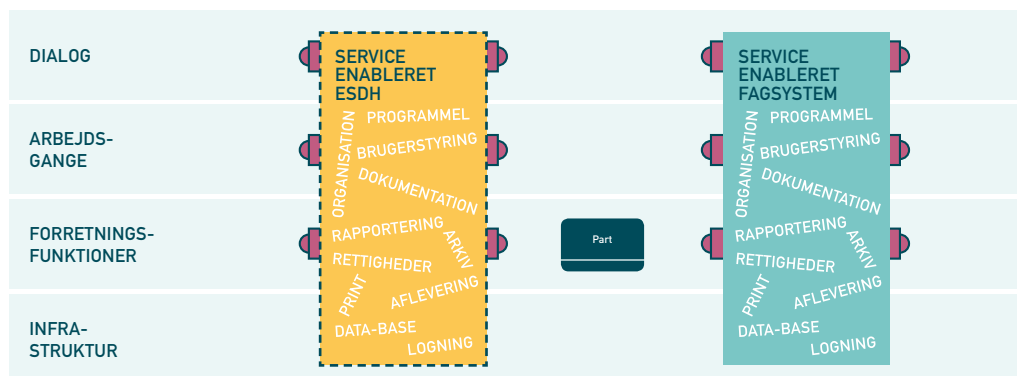 DIALOG
ARBEJDS-
GANGE
FORRETNINGS-
FUNKTIONER
INFRA-
STRUKTUR
SERVICE
ENABLERET
ESDH
PROGRAMMEL
ORGANISATION
BRUGERSTYRING
DOKUMENTATION
RAPPORTERING
ARKIV
RETTIGHEDER
PRINT
AFLEVERING
DATA-BASE
LOGNING
Part
SERVICE
ENABLERET
FAGSYSTEM
PROGRAMMEL
ORGANISATION
BRUGERSTYRING
DOKUMENTATION
RAPPORTERING
ARKIV
RETTIGHEDER
PRINT
AFLEVERING
DATA-BASE
LOGNING